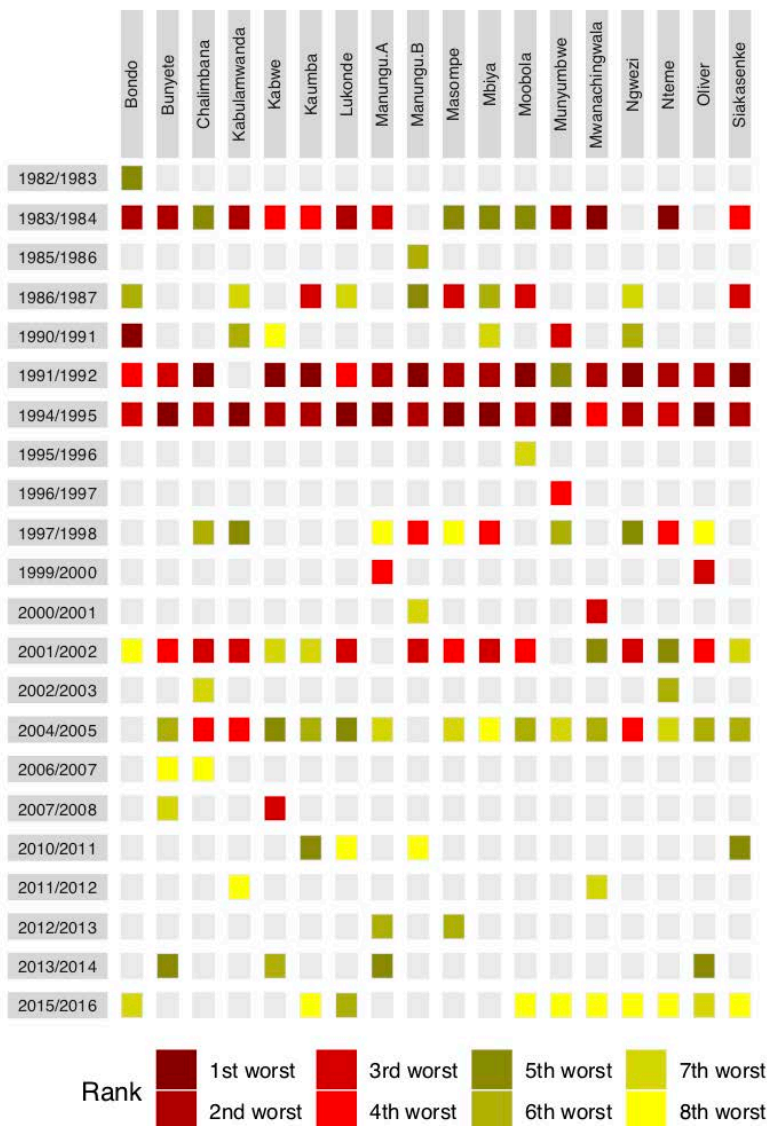 Bondo
Bunyete
Chalimbana
Kabulamwanda
Kabwe
Kaumba
Lukonde
Manungu.A
Manungu.B
Masompe
Mbiya
Moobola
Munyumbwe
Mwanachingwala
Ngwezi
Nteme
Oliver
Siakasenke
1982/1983
1983/1984
1985/1986
1986/1987
1990/1991
1991/1992
1994/1995
1995/1996
1996/1997
1997/1998
1999/2000
2000/2001
2001/2002
2002/2003
2004/2005
2006/2007
2007/2008
2010/2011
2011/2012
2012/2013
2013/2014
2015/2016
Rank
1st worst
2nd worst
3rd worst
4th worst
5th worst
6th worst
7th worst
8th worst